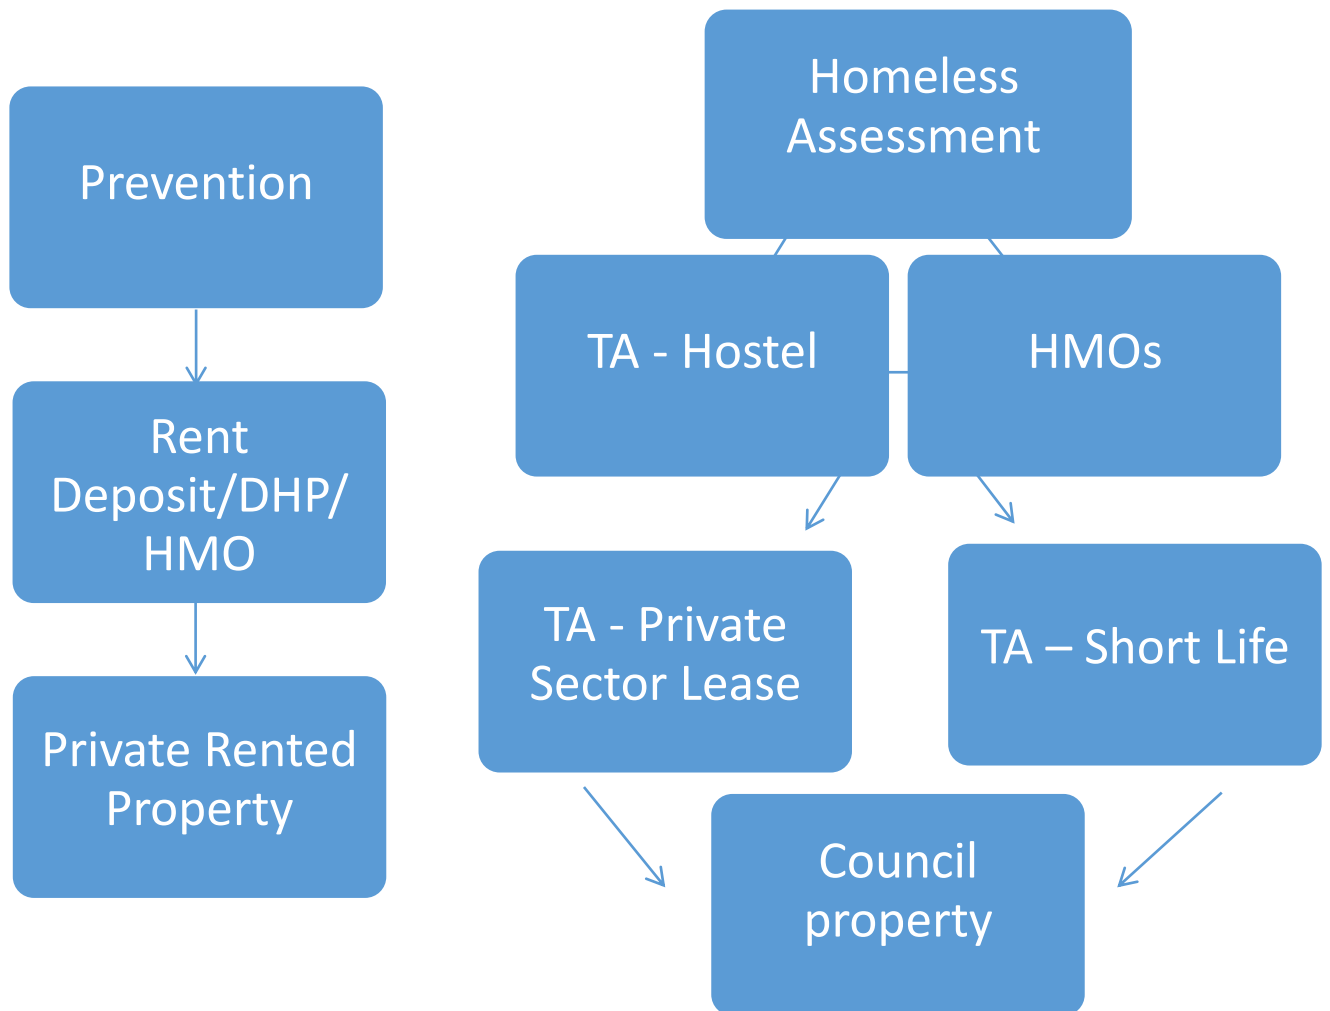 Prevention
Rent
Deposit/DHP/
HMO
Private Rented
Property
Homeless
Assessment
TA - Hostel
HMOs
TA - Private
Sector Lease
TA – Short Life
Council
property